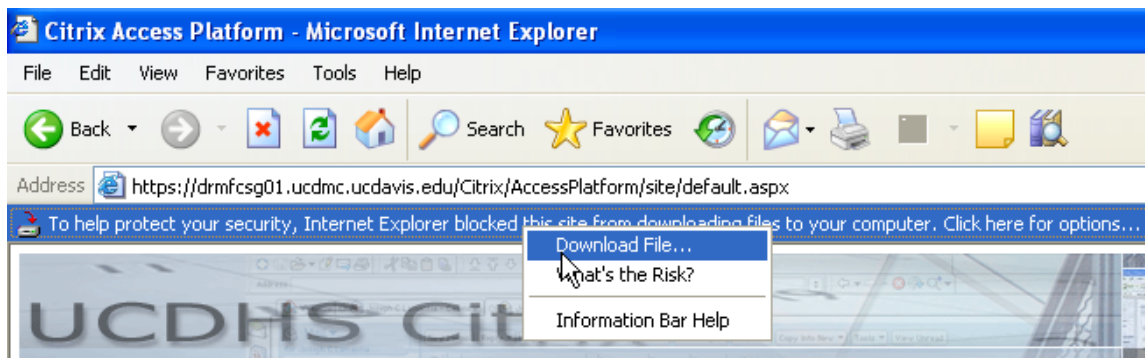 Citrix Access Platform - Microsoft Internet Explorer
File Edit View Favorites Tools Help
Back Search Favorites
Address https://drmfcsg01.ucdmc.ucdavis.edu/Citrix/AccessPlatform/site/default.aspx
To help protect your security, Internet Explorer blocked this site from downloading files to your computer. Click here for options...
Download File...
What's the Risk?
Information Bar Help
UCDHS Cit